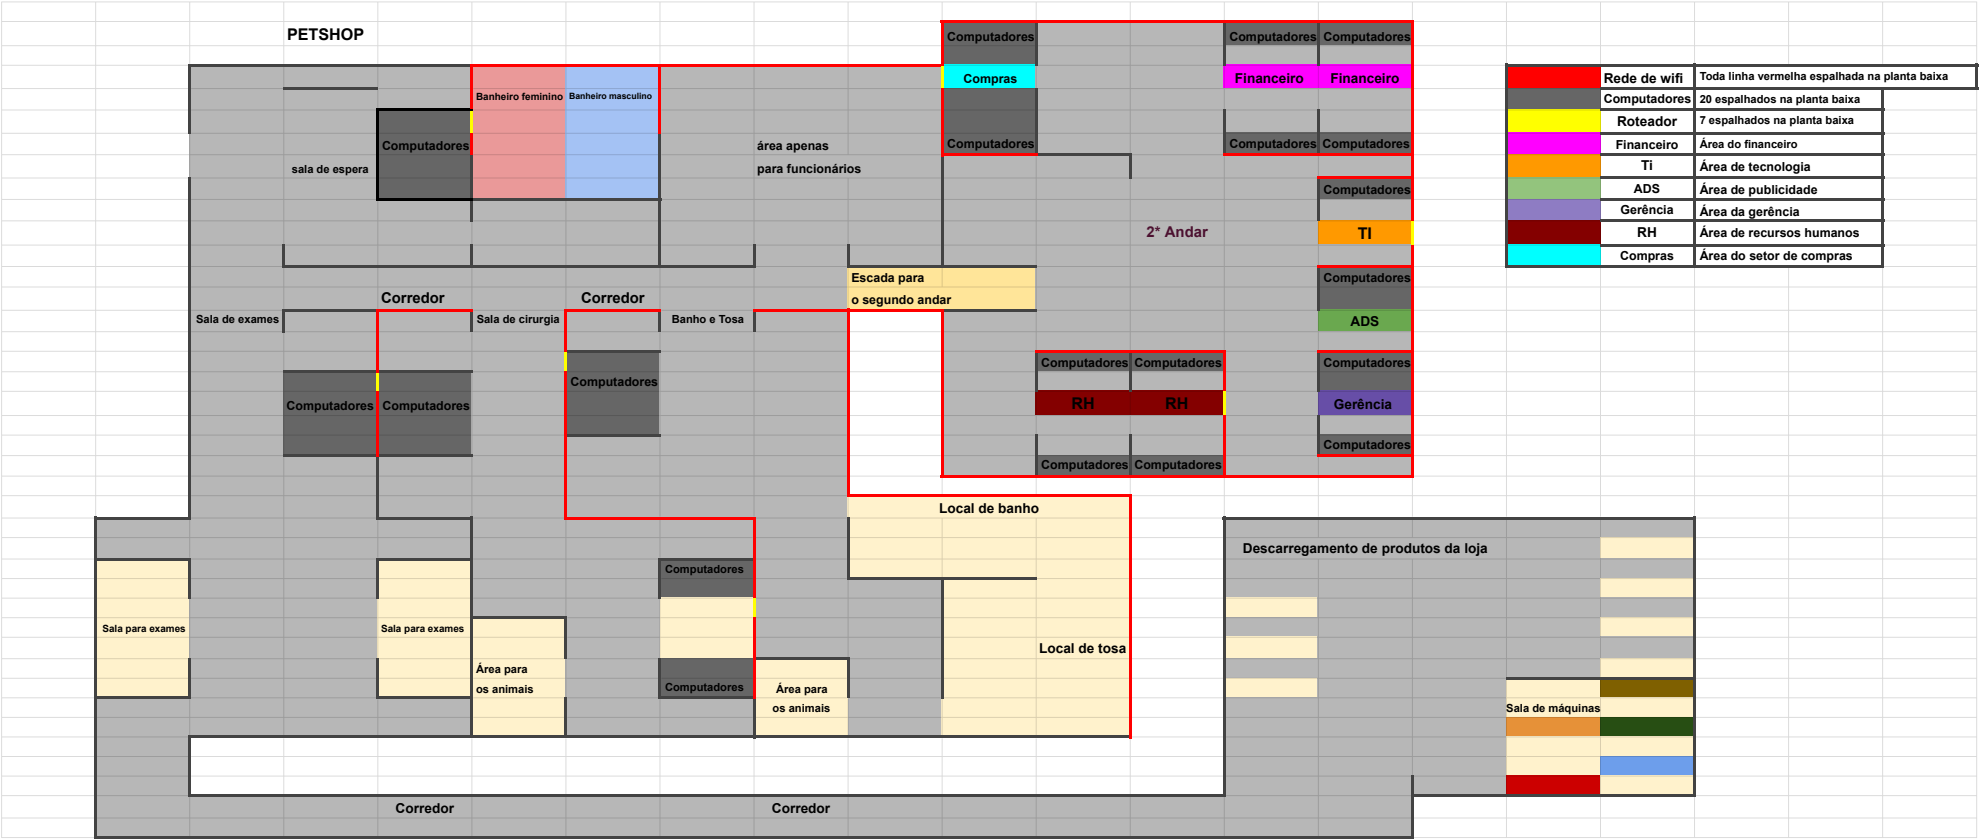 PETSHOP
Computadores
Computadores Computadores
Compras
Financeiro Financeiro
Rede de wifi Toda linha vermelha espalhada na planta baixa
Banheiro feminino Banheiro masculino
Computadores 20 espalhados na planta baixa
Roteador 7 espalhados na planta baixa
Computadores
área apenas
para funcionários
Computadores
Computadores Computadores
Financeiro Área do financeiro
sala de espera
Ti Área de tecnologia
Computadores
ADS Área de publicidade
Gerência Área da gerência
2* Andar
TI
RH Área de recursos humanos
Compras Área do setor de compras
Escada para
o segundo andar
Computadores
Corredor
Corredor
Sala de exames
Sala de cirurgia
Banho e Tosa
ADS
Computadores Computadores
Computadores
Computadores
Computadores Computadores
RH RH
Gerência
Computadores
Computadores Computadores
Local de banho
Descarregamento de produtos da loja
Computadores
Sala para exames
Sala para exames
Local de tosa
Área para
os animais
Computadores
Área para
os animais
Sala de máquinas
Corredor
Corredor